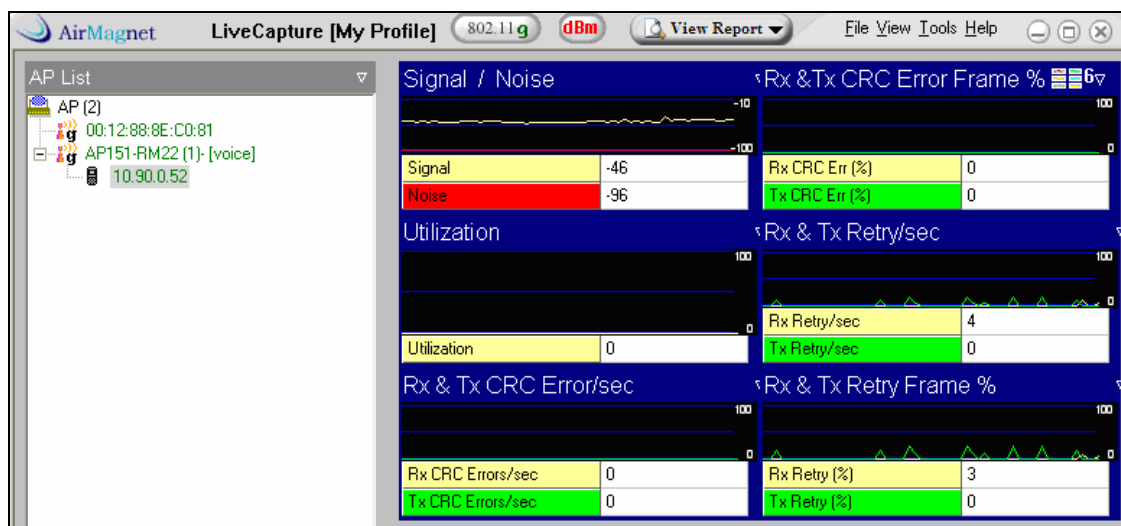 AirMagnet LiveCapture [My Profile] 802.11g dBm View Report File View Tools Help
AP List
AP (2)
00:12:88:8E:C0:81
AP151-RM22 (1)- [voice]
10.90.0.52
Signal / Noise
-10
-100
Signal -46
Noise -96
Rx &Tx CRC Error Frame % 6
100
0
Rx CRC Err (%) 0
Tx CRC Err (%) 0
Utilization
100
0
Utilization 0
Rx & Tx Retry/sec
100
0
Rx Retry/sec 4
Tx Retry/sec 0
Rx & Tx CRC Error/sec
100
0
Rx CRC Errors/sec 0
Tx CRC Errors/sec 0
Rx & Tx Retry Frame %
100
0
Rx Retry (%) 3
Tx Retry (%) 0